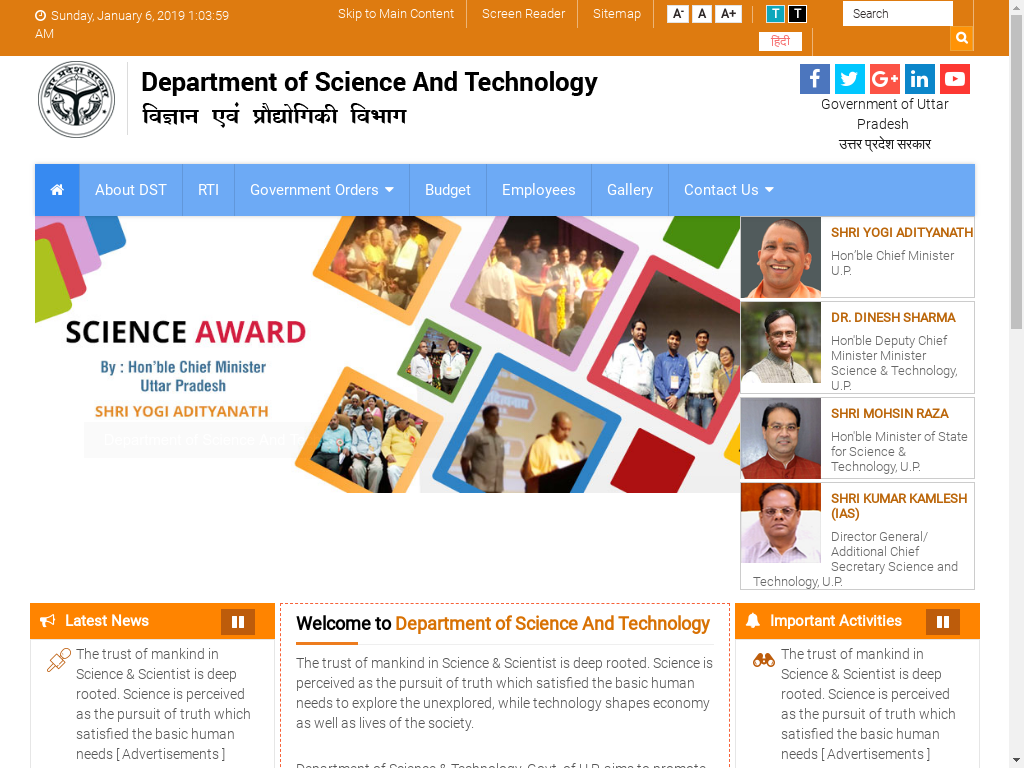 Sunday, January 6, 2019 1:03:59
AM
Skip to Main Content
Screen Reader
Sitemap
A-
A
A+
T
T
Search
हिंदी
Department of Science And Technology
विज्ञान एवं प्रौद्योगिकी विभाग
Government of Uttar
Pradesh
उत्तर प्रदेश सरकार
About DST
RTI
Government Orders
Budget
Employees
Gallery
Contact Us
SCIENCE AWARD
By : Hon'ble Chief Minister
Uttar Pradesh
SHRI YOGI ADITYANATH
SHRI YOGI ADITYANATH
Hon'ble Chief Minister
U.P.
DR. DINESH SHARMA
Hon'ble Deputy Chief
Minister Minister
Science & Technology,
U.P.
SHRI MOHSIN RAZA
Hon'ble Minister of State
for Science &
Technology, U.P.
SHRI KUMAR KAMLESH
(IAS)
Director General/
Additional Chief
Secretary Science and
Technology, U.P.
Latest News
The trust of mankind in
Science & Scientist is deep
rooted. Science is perceived
as the pursuit of truth which
satisfied the basic human
needs [ Advertisements ]
Welcome to Department of Science And Technology
The trust of mankind in Science & Scientist is deep rooted. Science is
perceived as the pursuit of truth which satisfied the basic human
needs to explore the unexplored, while technology shapes economy
as well as lives of the society.
Department of Science & Technology, Govt. of U.P. aims to promote
Important Activities
The trust of mankind in
Science & Scientist is deep
rooted. Science is perceived
as the pursuit of truth which
satisfied the basic human
needs [ Advertisements ]